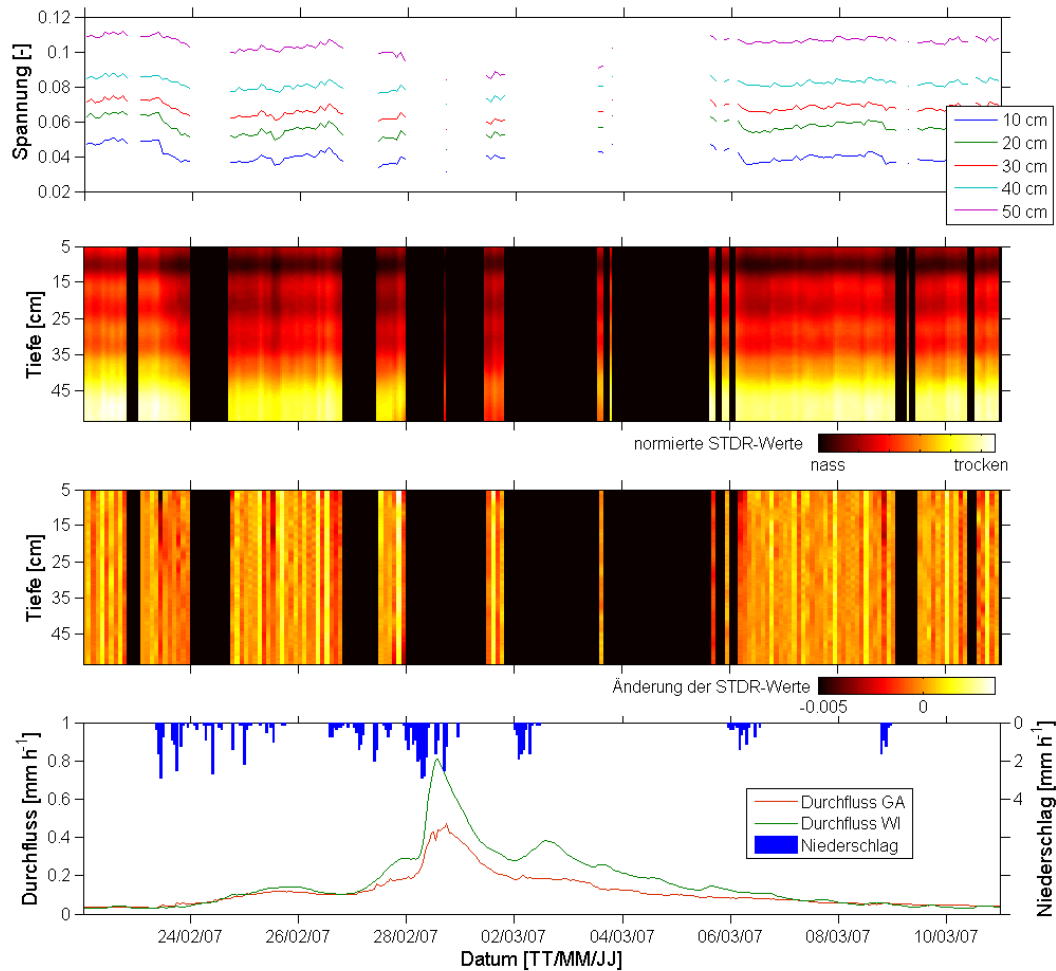 0.12
0.1
0.08
0.06
0.04
0.02
Spannung [-]
10 cm
20 cm
30 cm
40 cm
50 cm
5
15
25
35
45
Tiefe [cm]
normierte STDR-Werte
nass
trocken
5
15
25
35
45
Tiefe [cm]
Änderung der STDR-Werte
-0.005
0
1
0.8
0.6
0.4
0.2
0
Durchfluss [mm h-1]
0
2
4
Niederschlag [mm h-1]
Durchfluss GA
Durchfluss WI
Niederschlag
24/02/07
26/02/07
28/02/07
02/03/07
04/03/07
06/03/07
08/03/07
10/03/07
Datum [TT/MM/JJ]